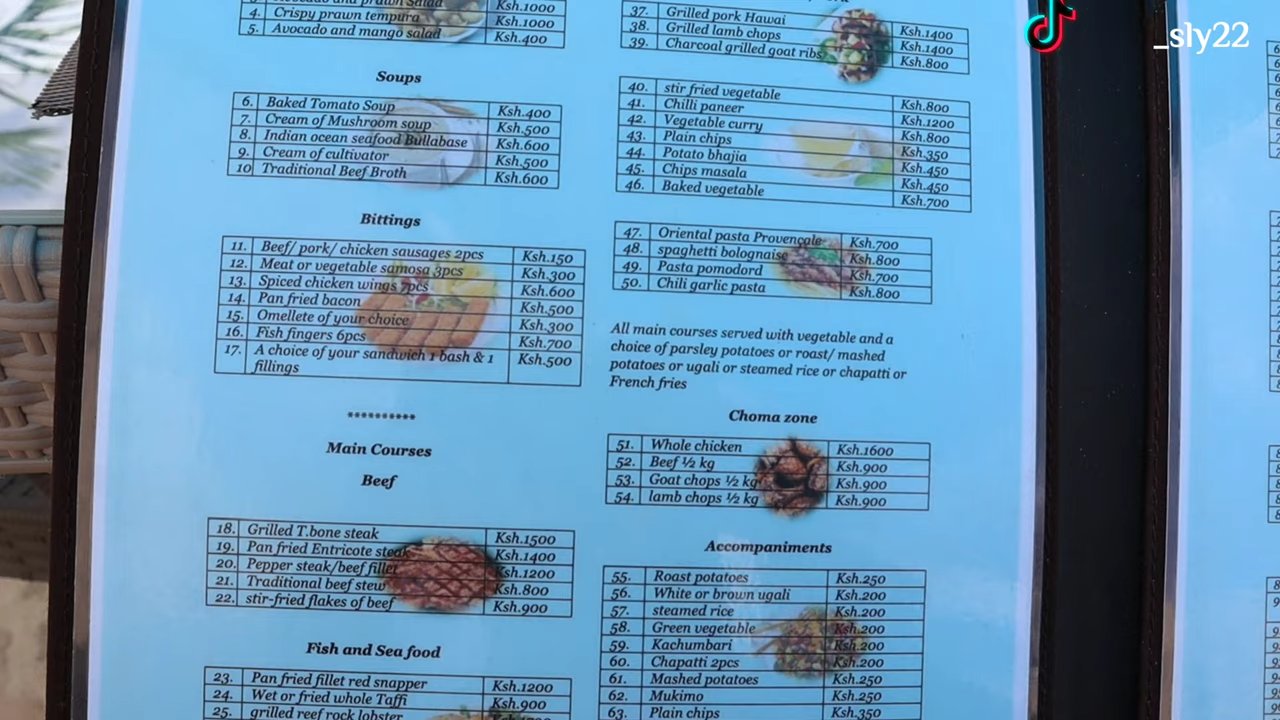 Avocado and prawn Salad Ksh.1000
4. Crispy prawn tempura Ksh.1000
5. Avocado and mango salad Ksh.400
Soups
6. Baked Tomato Soup Ksh.400
7. Cream of Mushroom soup Ksh.500
8. Indian ocean seafood Bullabase Ksh.600
9. Cream of cultivator Ksh.500
10 Traditional Beef Broth Ksh.600
Bittings
11. Beef/ pork/ chicken sausages 2pcs Ksh.150
12. Meat or vegetable samosa 3pcs Ksh.300
13. Spiced chicken wings 7pcs Ksh.600
14. Pan fried bacon Ksh.500
15. Omellete of your choice Ksh.300
16. Fish fingers 6pcs Ksh.700
17. A choice of your sandwich 1 bash & 1 Ksh.500
fillings
**********
Main Courses
Beef
18. Grilled T.bone steak Ksh.1500
19. Pan fried Entricote steak Ksh.1400
20. Pepper steak/beef fillet Ksh.1200
21. Traditional beef stew Ksh.800
22. stir-fried flakes of beef Ksh.900
Fish and Sea food
23. Pan fried fillet red snapper Ksh.1200
24. Wet or fried whole Taffi Ksh.900
25. grilled reef rock lobster
37. Grilled pork Hawai Ksh.1400
38. Grilled lamb chops Ksh.1400
39. Charcoal grilled goat ribs Ksh.800
40. stir fried vegetable Ksh.800
41. Chilli paneer Ksh.1200
42. Vegetable curry Ksh.800
43. Plain chips Ksh.350
44. Potato bhajia Ksh.450
45. Chips masala Ksh.450
46. Baked vegetable Ksh.700
47. Oriental pasta Provençale Ksh.700
48. spaghetti bolognaise Ksh.800
49. Pasta pomodord Ksh.700
50. Chili garlic pasta Ksh.800
All main courses served with vegetable and a
choice of parsley potatoes or roast/ mashed
potatoes or ugali or steamed rice or chapatti or
French fries
Choma zone
51. Whole chicken Ksh.1600
52. Beef ½ kg Ksh.900
53. Goat chops ½ kg Ksh.900
54. lamb chops ½ kg Ksh.900
Accompaniments
55. Roast potatoes Ksh.250
56. White or brown ugali Ksh.200
57. steamed rice Ksh.200
58. Green vegetable Ksh.200
59. Kachumbari Ksh.200
60. Chapatti 2pcs Ksh.200
61. Mashed potatoes Ksh.250
62. Mukimo Ksh.250
63. Plain chips Ksh.350
_sly22